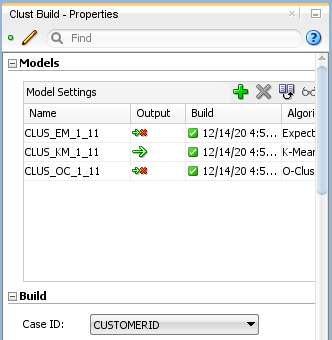 Clust Build - Properties
Find
Models
Model Settings
Name Output Build Algori
CLUS_EM_1_11 12/14/20 4:5... Expect
CLUS_KM_1_11 12/14/20 4:5... K-Mear
CLUS_OC_1_11 12/14/20 4:5... O-Clus
Build
Case ID: CUSTOMERID